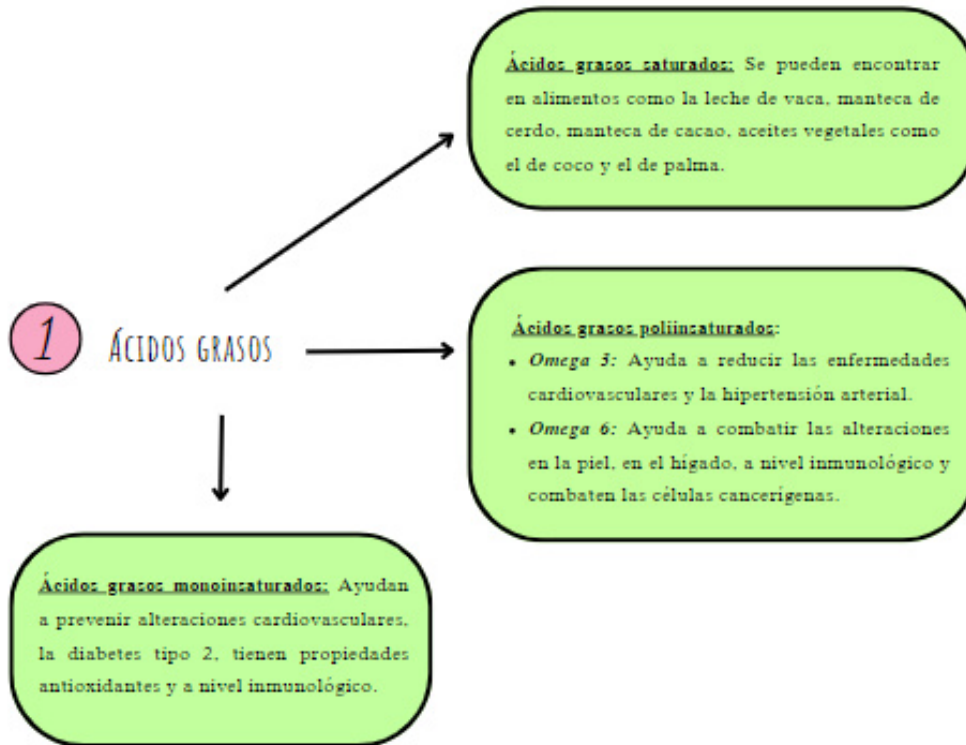 Ácidos grasos saturados: Se pueden encontrar
en alimentos como la leche de vaca, manteca de
cerdo, manteca de cacao, aceites vegetales como
el de coco y el de palma.
1 ÁCIDOS GRASOS
Ácidos grasos poliinsaturados:
• Omega 3: Ayuda a reducir las enfermedades
cardiovasculares y la hipertensión arterial.
• Omega 6: Ayuda a combatir las alteraciones
en la piel, en el hígado, a nivel inmunológico y
combaten las células cancerígenas.
Ácidos grasos monoinsaturados: Ayudan
a prevenir alteraciones cardiovasculares,
la diabetes tipo 2, tienen propiedades
antioxidantes y a nivel inmunológico.